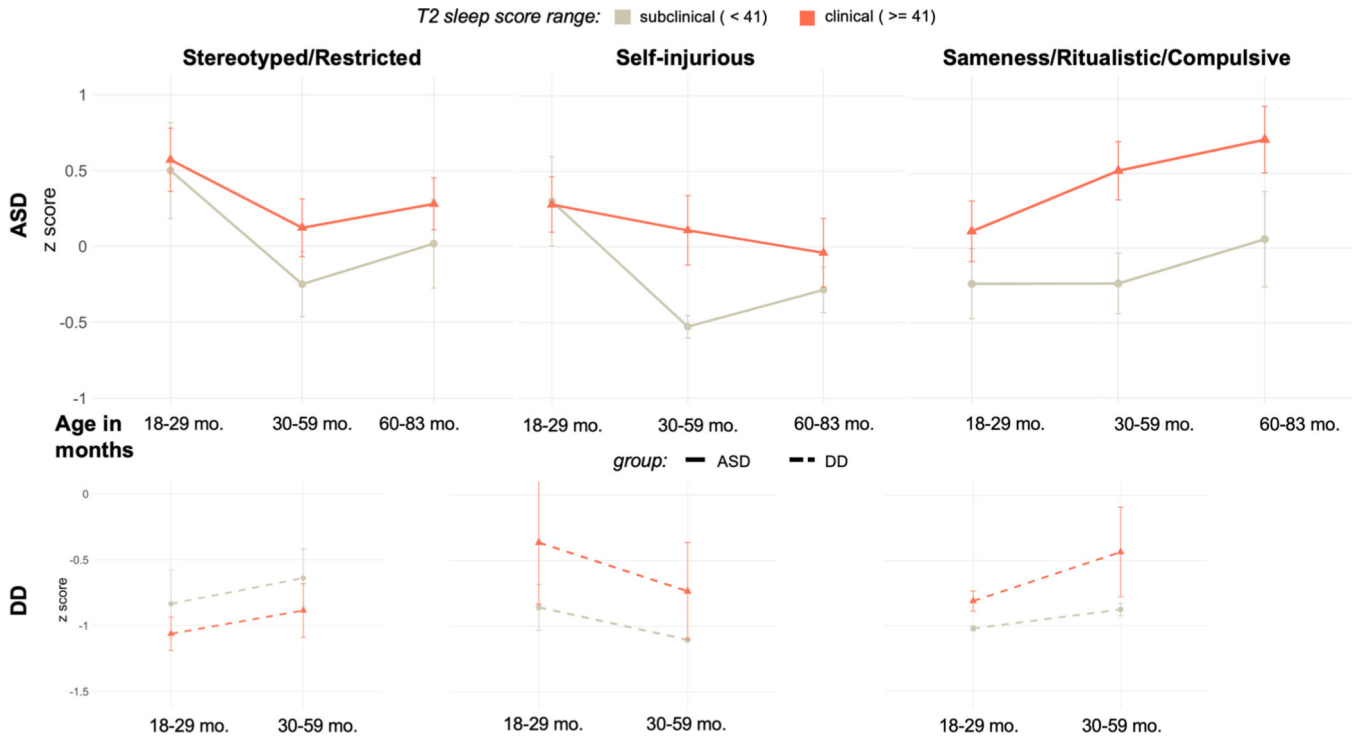 T2 sleep score range: subclinical ( < 41) clinical ( >= 41)
Stereotyped/Restricted Self-injurious Sameness/Ritualistic/Compulsive
ASD
z score
1
0.5
0
-0.5
-1
Age in months
18-29 mo. 30-59 mo. 60-83 mo. 18-29 mo. 30-59 mo. 60-83 mo. 18-29 mo. 30-59 mo. 60-83 mo.
group: ASD DD
DD
z score
0
-0.5
-1
-1.5
18-29 mo. 30-59 mo. 18-29 mo. 30-59 mo. 18-29 mo. 30-59 mo.